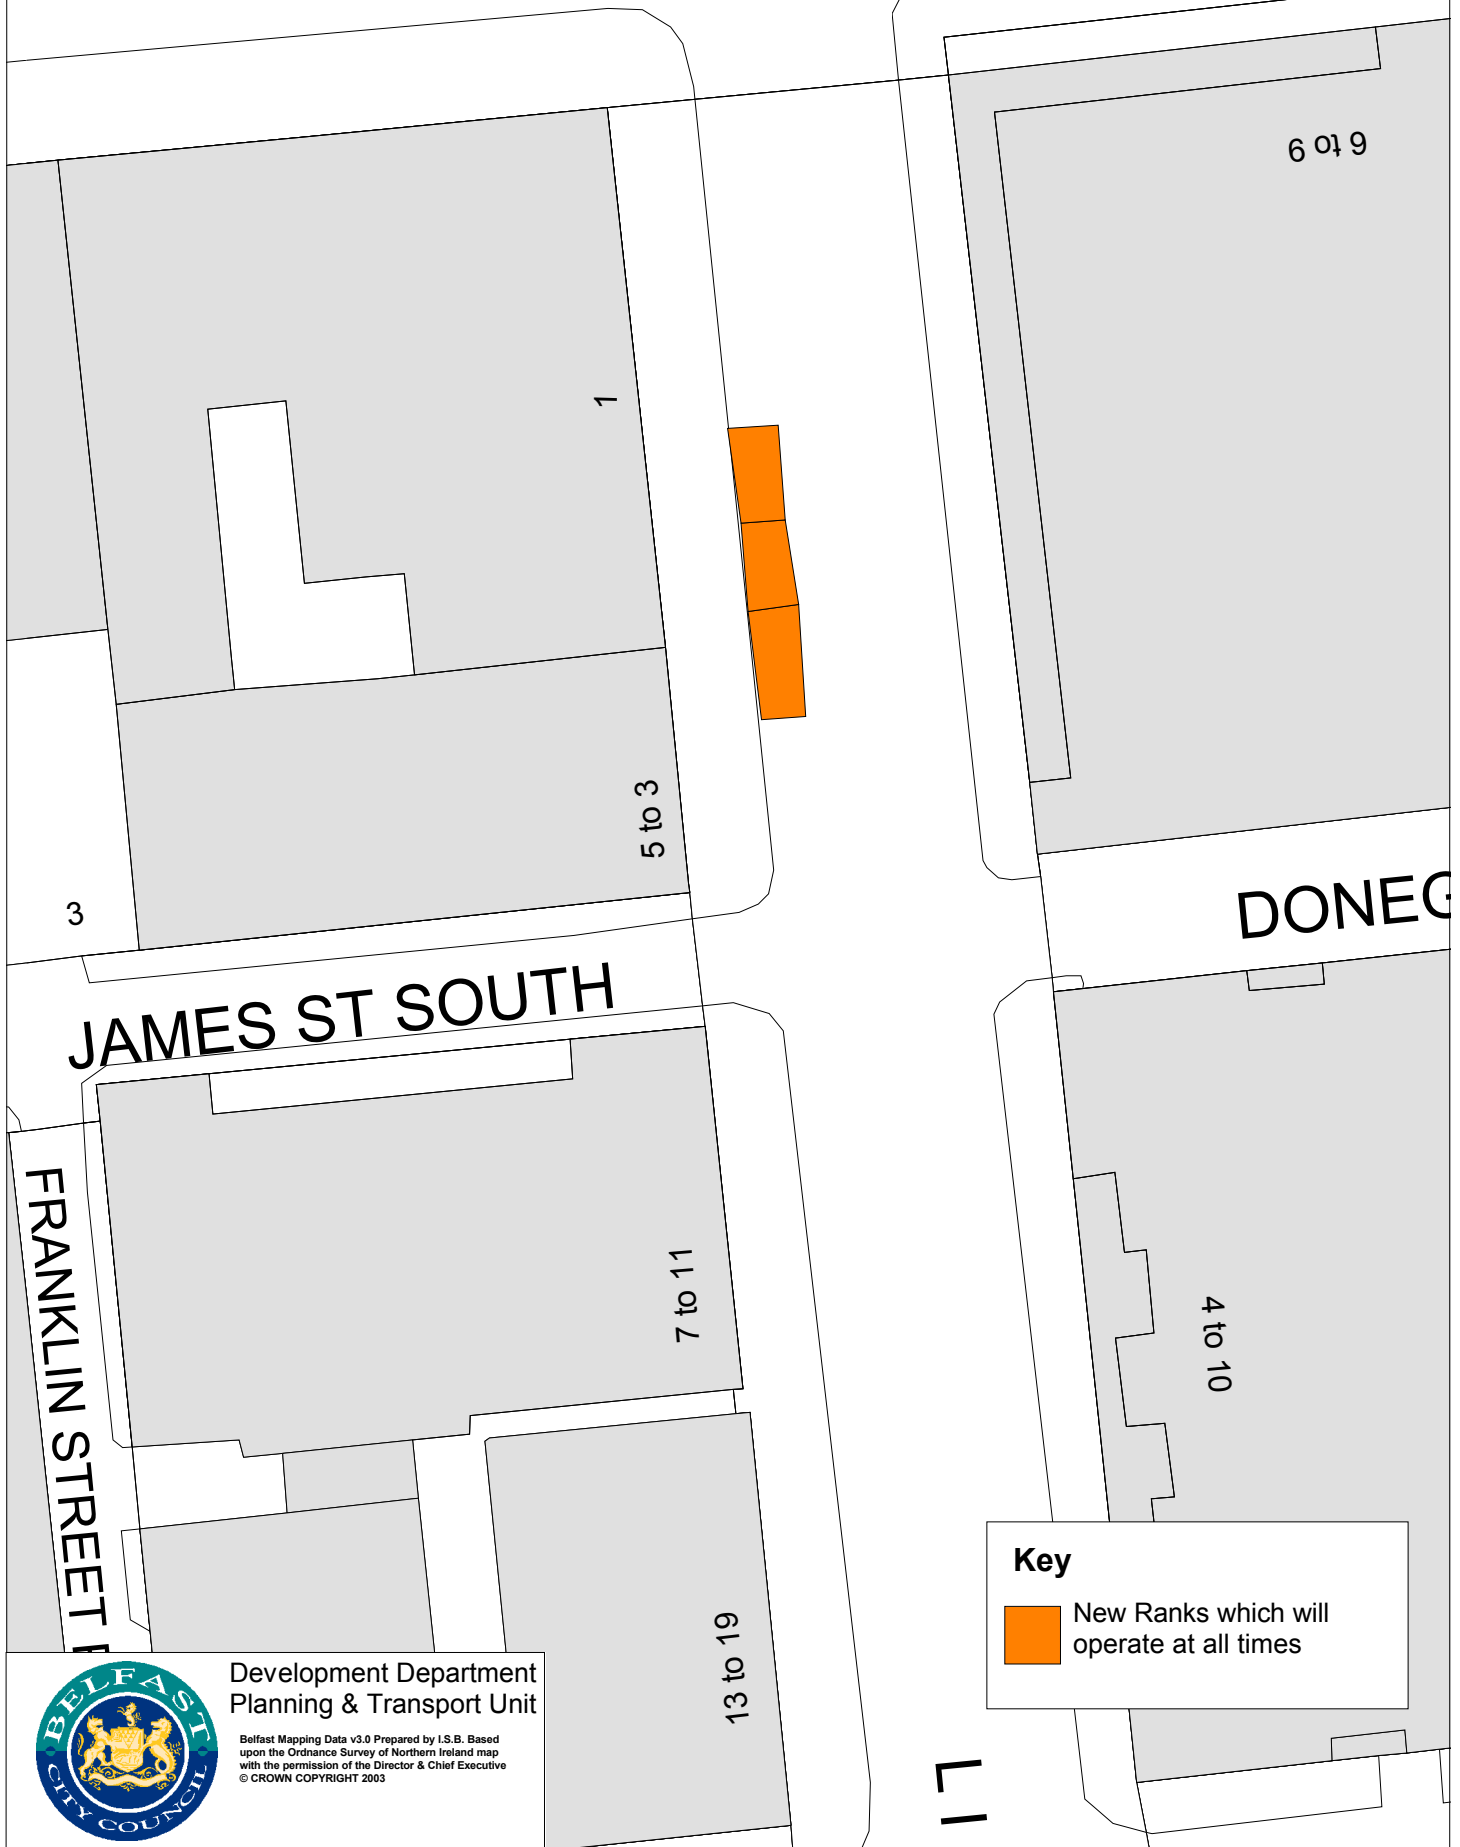 6 to 9
1
5 to 3
3
DONEG
JAMES ST SOUTH
FRANKLIN STREET
7 to 11
4 to 10
Key
New Ranks which will
operate at all times
13 to 19
LI
BELFAST
CITY COUNCIL
Development Department
Planning & Transport Unit
Belfast Mapping Data v3.0 Prepared by I.S.B. Based
upon the Ordnance Survey of Northern Ireland map
with the permission of the Director & Chief Executive
© CROWN COPYRIGHT 2003